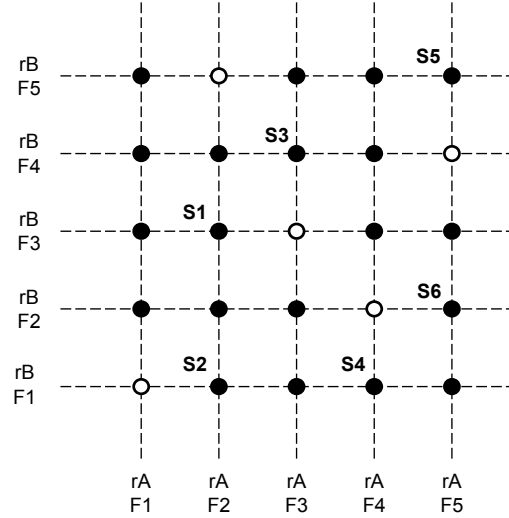 S5
rB
F5
S3
rB
F4
S1
rB
F3
S6
rB
F2
S2 S4
rB
F1
rA rA rA rA rA
F1 F2 F3 F4 F5